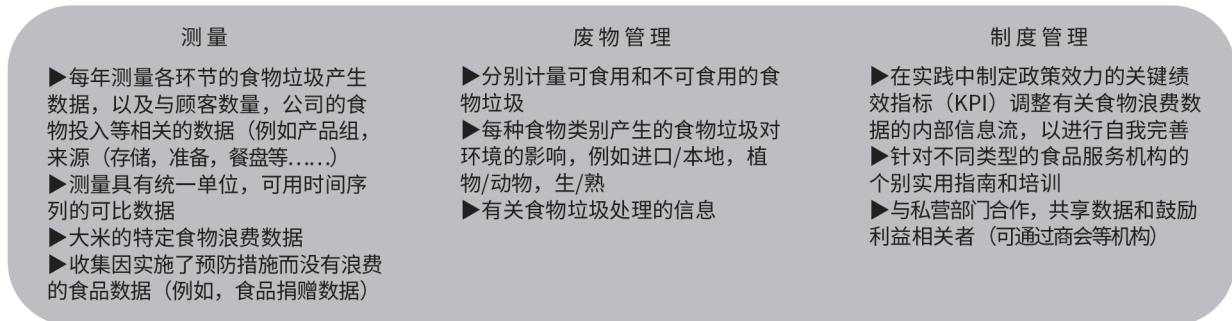 测量
▶每年测量各环节的食物垃圾产生
数据，以及与顾客数量，公司的食
物投入等相关的数据（例如产品组，
来源（存储，准备，餐盘等……）
▶测量具有统一单位，可用时间序
列的可比数据
▶大米的特定食物浪费数据
▶收集因实施了预防措施而没有浪费
的食品数据（例如，食品捐赠数据）
废物管理
▶分别计量可食用和不可食用的食
物垃圾
▶每种食物类别产生的食物垃圾对
环境的影响，例如进口/本地，植
物/动物，生/熟
▶有关食物垃圾处理的信息
制度管理
▶在实践中制定政策效力的关键绩
效指标（KPI）调整有关食物浪费数
据的内部信息流，以进行自我完善
▶针对不同类型的食品服务机构的
个别实用指南和培训
▶与私营部门合作，共享数据和鼓励
利益相关者（可通过商会等机构）